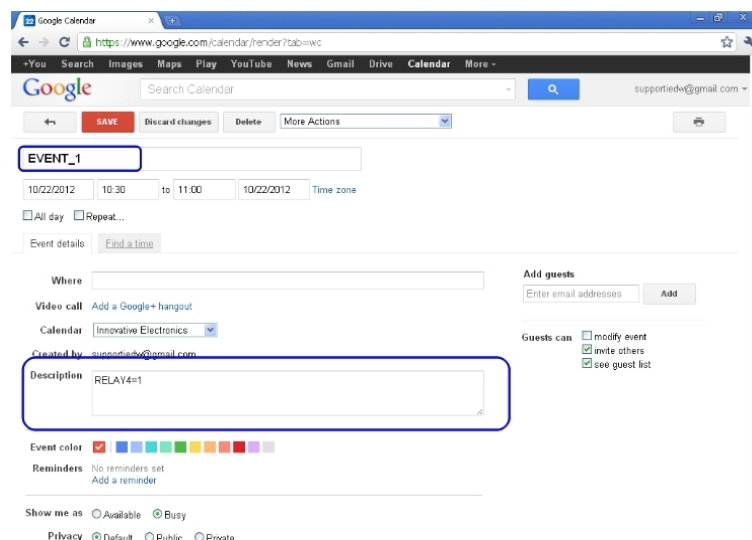 22 Google Calendar
https://www.google.com/calendar/render?tab=wc
+You Search Images Maps Play YouTube News Gmail Drive Calendar More
Google Search Calendar supportiedw@gmail.com
SAVE Discard changes Delete More Actions
EVENT_1
10/22/2012 10:30 to 11:00 10/22/2012 Time zone
All day Repeat...
Event details Find a time
Where
Video call Add a Google+ hangout
Calendar Innovative Electronics
Created by supportiedw@gmail.com
Description RELAY4=1
Event color
Reminders No reminders set
Add a reminder
Show me as Available Busy
Privacy Default Public Private
Add guests
Enter email addresses Add
Guests can modify event
invite others
see guest list